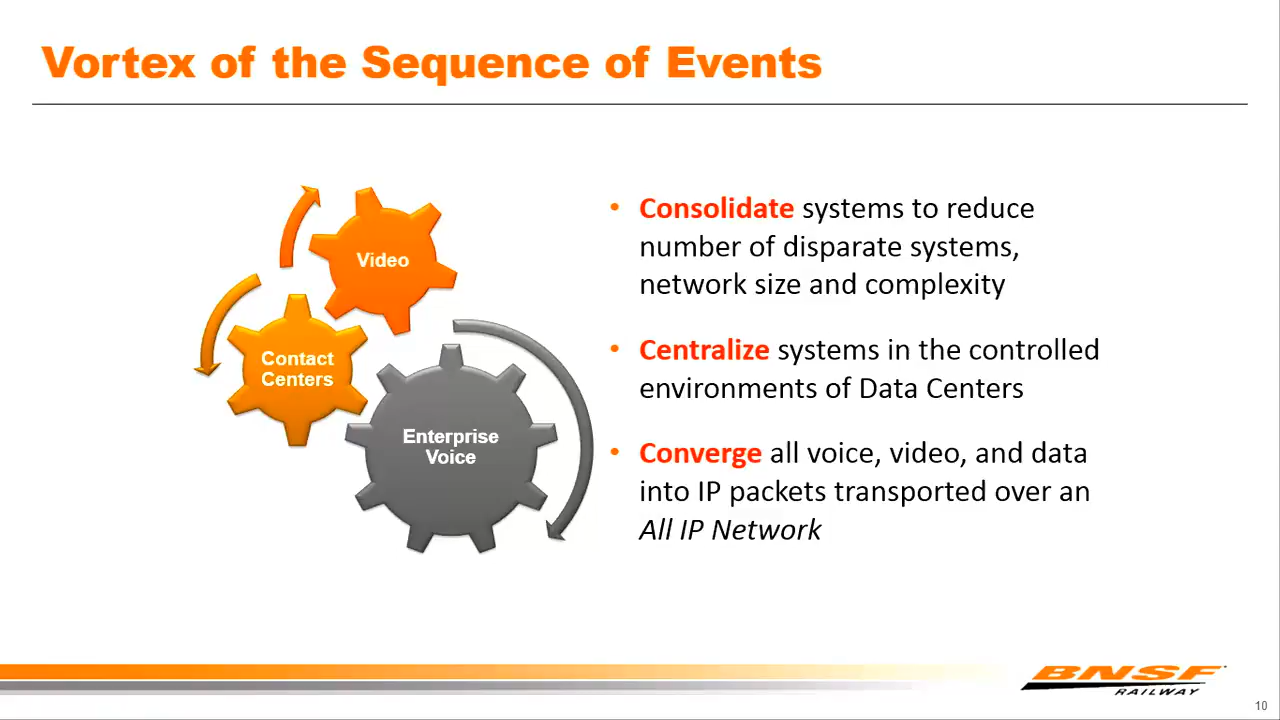 Vortex of the Sequence of Events
Video
Contact
Centers
Enterprise
Voice
• Consolidate systems to reduce
number of disparate systems,
network size and complexity
• Centralize systems in the controlled
environments of Data Centers
• Converge all voice, video, and data
into IP packets transported over an
All IP Network
BNSF
RAILWAY
10